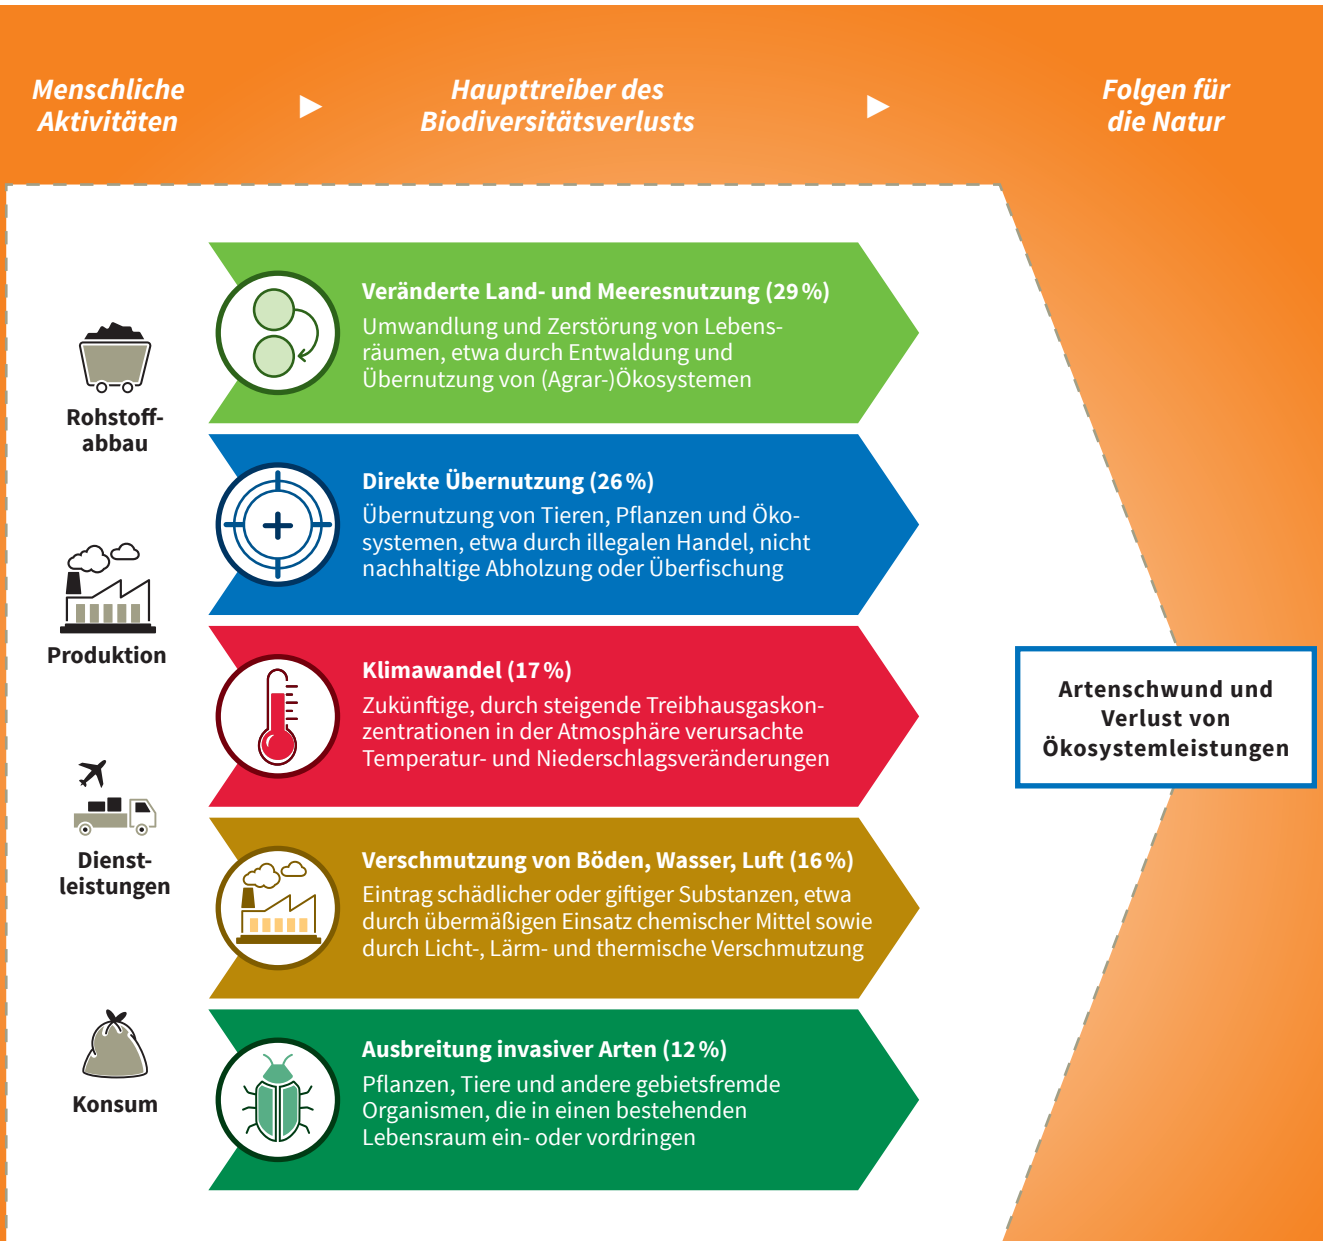 Menschliche
Aktivitäten
Haupttreiber des
Biodiversitätsverlusts
Folgen für
die Natur
Rohstoff-
abbau
Produktion
Dienst-
leistungen
Konsum
Veränderte Land- und Meeresnutzung (29 %)
Umwandlung und Zerstörung von Lebens-
räumen, etwa durch Entwaldung und
Übernutzung von (Agrar-)Ökosystemen
Direkte Übernutzung (26 %)
Übernutzung von Tieren, Pflanzen und Öko-
systemen, etwa durch illegalen Handel, nicht
nachhaltige Abholzung oder Überfischung
Klimawandel (17 %)
Zukünftige, durch steigende Treibhausgaskon-
zentrationen in der Atmosphäre verursachte
Temperatur- und Niederschlagsveränderungen
Verschmutzung von Böden, Wasser, Luft (16 %)
Eintrag schädlicher oder giftiger Substanzen, etwa
durch übermäßigen Einsatz chemischer Mittel sowie
durch Licht-, Lärm- und thermische Verschmutzung
Ausbreitung invasiver Arten (12 %)
Pflanzen, Tiere und andere gebietsfremde
Organismen, die in einen bestehenden
Lebensraum ein- oder vordringen
Artenschwund und
Verlust von
Ökosystemleistungen